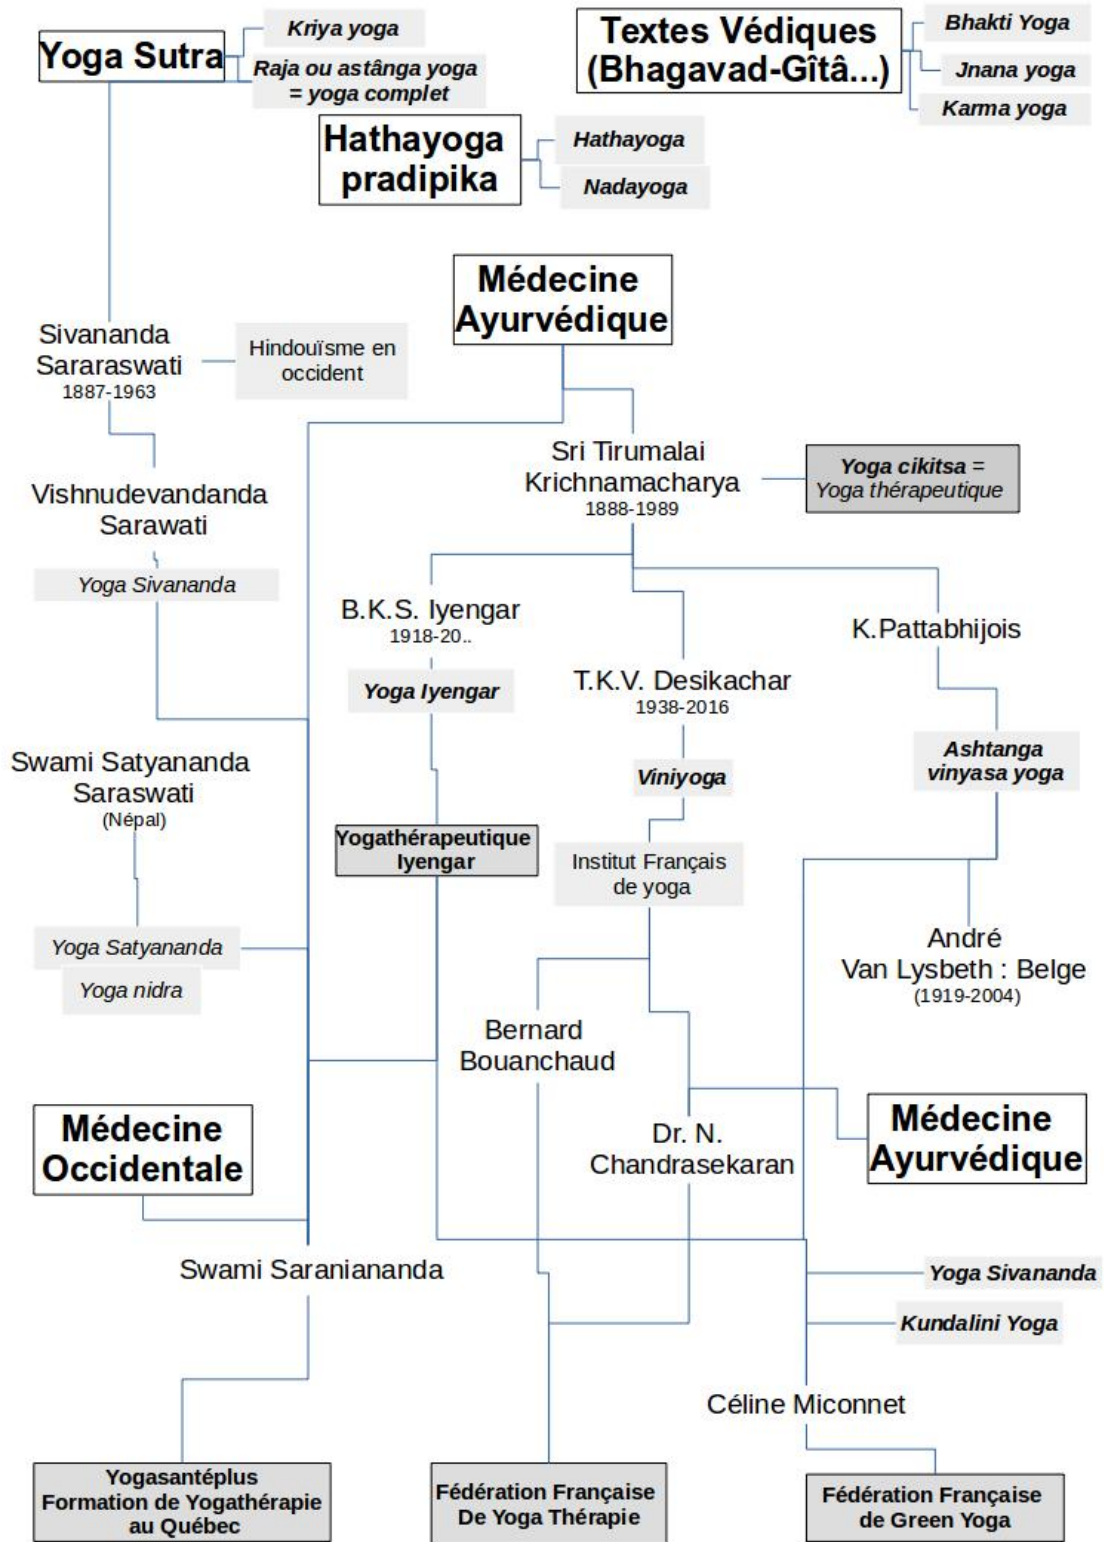 Yoga Sutra
Kriya yoga
Raja ou astânga yoga
= yoga complet
Textes Védiques
(Bhagavad-Gîtâ...)
Bhakti Yoga
Jnana yoga
Karma yoga
Hathayoga
pradipika
Hathayoga
Nadayoga
Médecine
Ayurvédique
Sivananda
Sararaswati
1887-1963
Hindouïsme en
occident
Sri Tirumalai
Krichnamacharya
1888-1989
Yoga cikitsa =
Yoga thérapeutique
Vishnudevandanda
Sarawati
Yoga Sivananda
B.K.S. Iyengar
1918-20..
Yoga Iyengar
T.K.V. Desikachar
1938-2016
Viniyoga
K.Pattabhijois
Ashtanga
vinyasa yoga
Swami Satyananda
Saraswati
(Népal)
Yogathérapeutique
Iyengar
Institut Français
de yoga
Yoga Satyananda
Yoga nidra
André
Van Lysbeth : Belge
(1919-2004)
Bernard
Bouanchaud
Médecine
Occidentale
Dr. N.
Chandrasekaran
Médecine
Ayurvédique
Swami Saraniananda
Yoga Sivananda
Kundalini Yoga
Céline Miconnet
Yogasantéplus
Formation de Yogathérapie
au Québec
Fédération Française
De Yoga Thérapie
Fédération Française
de Green Yoga